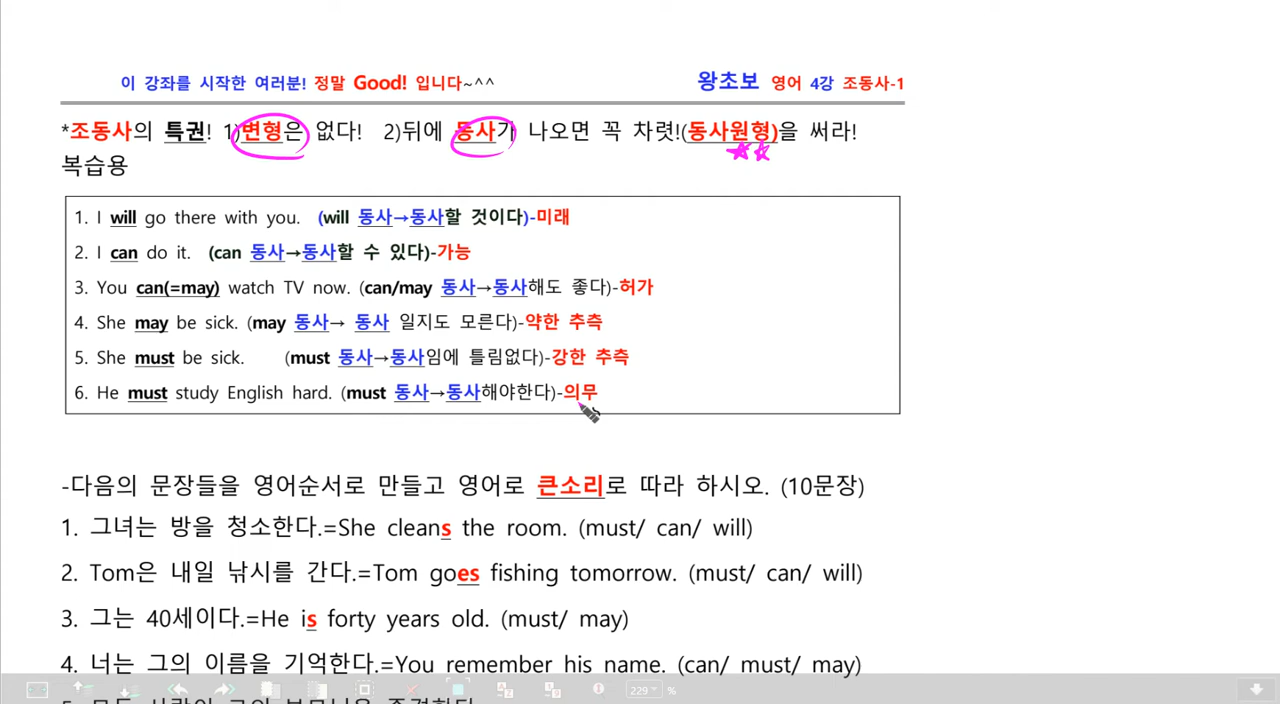 이 강좌를 시작한 여러분! 정말 Good! 입니다~^^ 왕초보 영어 4강 조동사-1
*조동사의 특권! 1)변형은 없다! 2)뒤에 동사가 나오면 꼭 차렷!(동사원형)을 써라!
복습용
1. I will go there with you. (will 동사→동사할 것이다)-미래
2. I can do it. (can 동사→동사할 수 있다)-가능
3. You can(=may) watch TV now. (can/may 동사→동사해도 좋다)-허가
4. She may be sick. (may 동사→ 동사 일지도 모른다)-약한 추측
5. She must be sick. (must 동사→동사임에 틀림없다)-강한 추측
6. He must study English hard. (must 동사→동사해야한다)-의무
-다음의 문장들을 영어순서로 만들고 영어로 큰소리로 따라 하시오. (10문장)
1. 그녀는 방을 청소한다.=She cleans the room. (must/ can/ will)
2. Tom은 내일 낚시를 간다.=Tom goes fishing tomorrow. (must/ can/ will)
3. 그는 40세이다.=He is forty years old. (must/ may)
4. 너는 그의 이름을 기억한다.=You remember his name. (can/ must/ may)
229 %